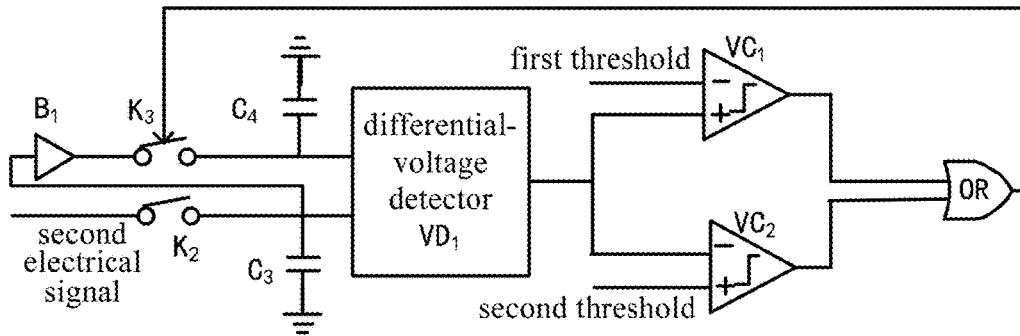 first threshold
VC₁
−
+
B₁
K₃
C₄
differential-
voltage
detector
VD₁
OR
second
electrical
signal
K₂
C₃
VC₂
−
+
second threshold